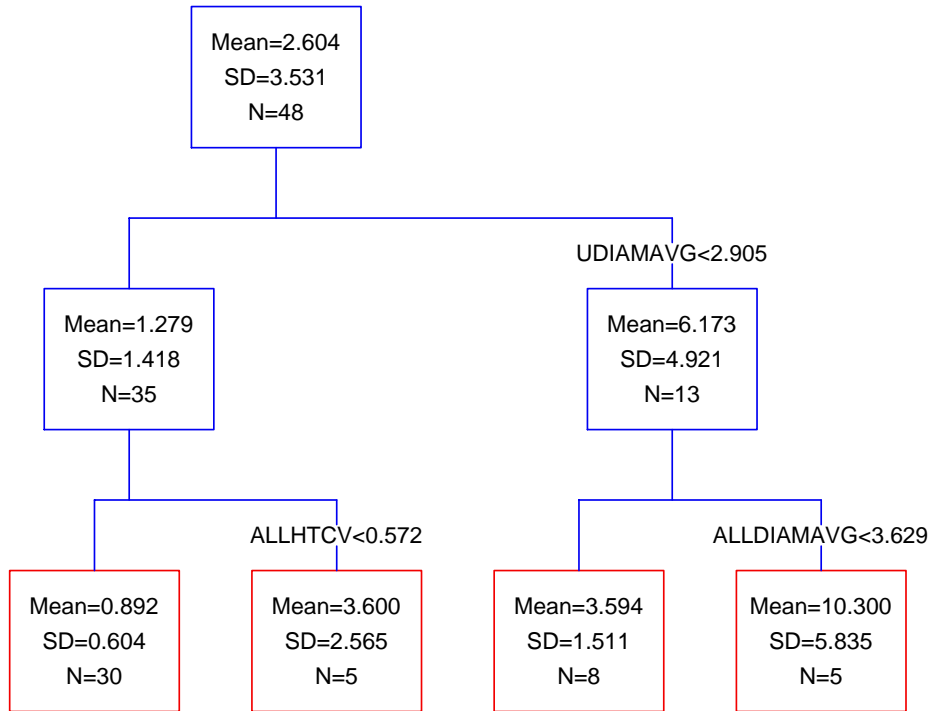 Mean=2.604
SD=3.531
N=48
UDIAMAVG<2.905
Mean=1.279
SD=1.418
N=35
Mean=6.173
SD=4.921
N=13
ALLHTCV<0.572
ALLDIAMAVG<3.629
Mean=0.892
SD=0.604
N=30
Mean=3.600
SD=2.565
N=5
Mean=3.594
SD=1.511
N=8
Mean=10.300
SD=5.835
N=5